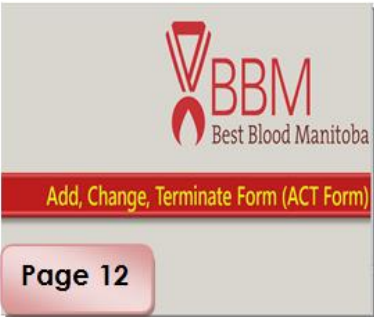 BBM
Best Blood Manitoba
Add, Change, Terminate Form (ACT Form)
Page 12